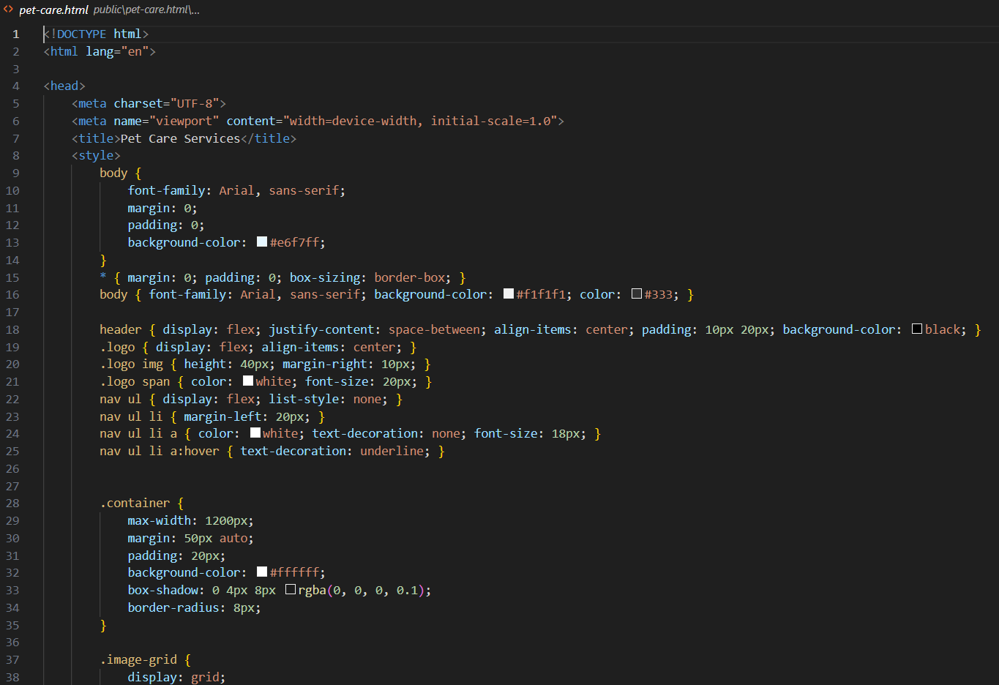 pet-care.html public\pet-care.html\...
1 <!DOCTYPE html>
2 <html lang="en">
3
4 <head>
5     <meta charset="UTF-8">
6     <meta name="viewport" content="width=device-width, initial-scale=1.0">
7     <title>Pet Care Services</title>
8     <style>
9         body {
10             font-family: Arial, sans-serif;
11             margin: 0;
12             padding: 0;
13             background-color: #e6f7ff;
14         }
15         * { margin: 0; padding: 0; box-sizing: border-box; }
16         body { font-family: Arial, sans-serif; background-color: #f1f1f1; color: #333; }
17
18         header { display: flex; justify-content: space-between; align-items: center; padding: 10px 20px; background-color: black; }
19         .logo { display: flex; align-items: center; }
20         .logo img { height: 40px; margin-right: 10px; }
21         .logo span { color: white; font-size: 20px; }
22         nav ul { display: flex; list-style: none; }
23         nav ul li { margin-left: 20px; }
24         nav ul li a { color: white; text-decoration: none; font-size: 18px; }
25         nav ul li a:hover { text-decoration: underline; }
26
27
28         .container {
29             max-width: 1200px;
30             margin: 50px auto;
31             padding: 20px;
32             background-color: #ffffff;
33             box-shadow: 0 4px 8px rgba(0, 0, 0, 0.1);
34             border-radius: 8px;
35         }
36
37         .image-grid {
38             display: grid;